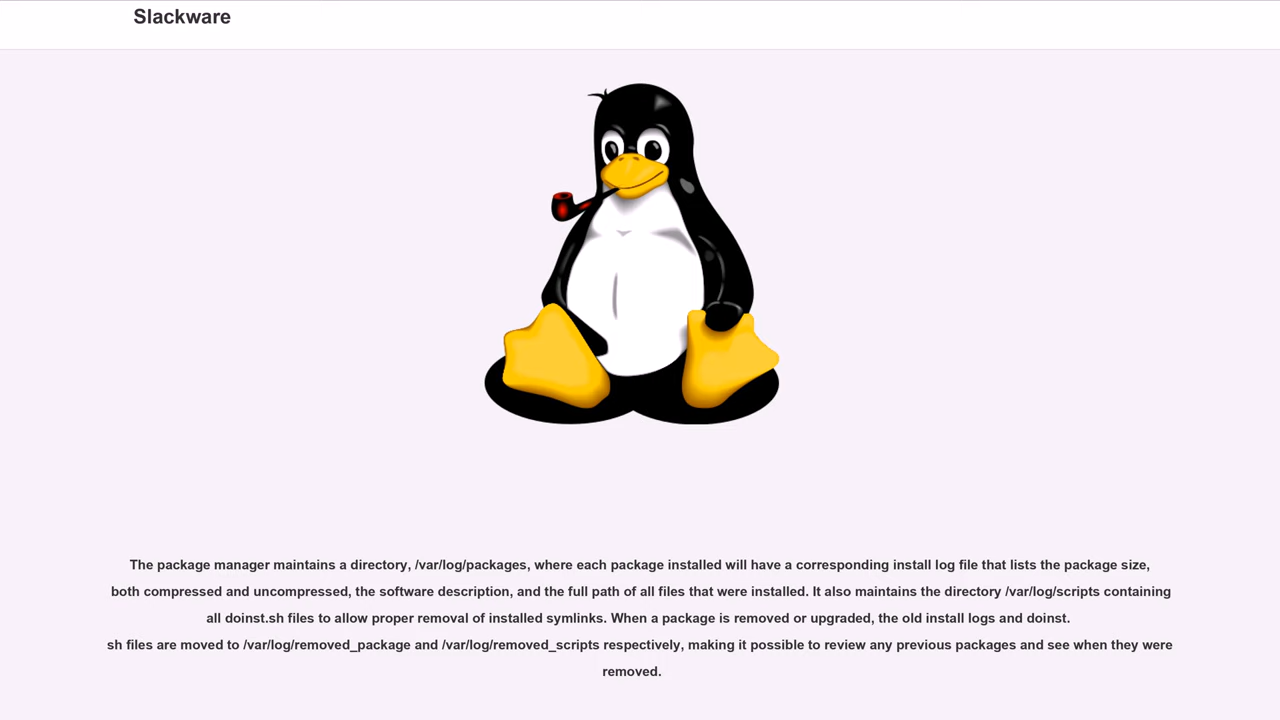 Slackware
The package manager maintains a directory, /var/log/packages, where each package installed will have a corresponding install log file that lists the package size,
both compressed and uncompressed, the software description, and the full path of all files that were installed. It also maintains the directory /var/log/scripts containing
all doinst.sh files to allow proper removal of installed symlinks. When a package is removed or upgraded, the old install logs and doinst.
sh files are moved to /var/log/removed_package and /var/log/removed_scripts respectively, making it possible to review any previous packages and see when they were
removed.